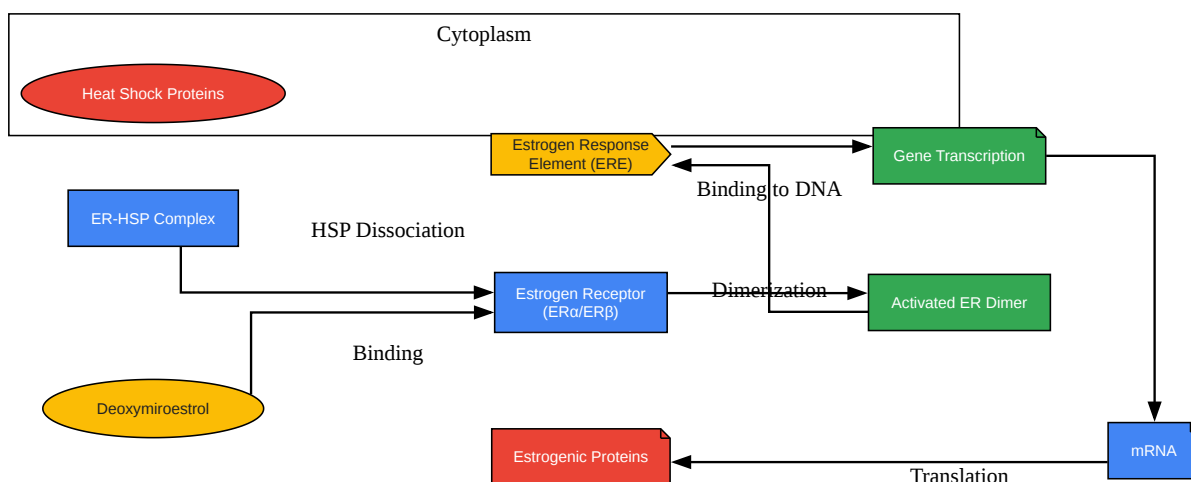 Cytoplasm
Heat Shock Proteins
Estrogen Response
Element (ERE)
Gene Transcription
Binding to DNA
ER-HSP Complex
HSP Dissociation
Estrogen Receptor
(ERα/ERβ)
Dimerization
Activated ER Dimer
Binding
Deoxymiroestrol
Estrogenic Proteins
Translation
mRNA